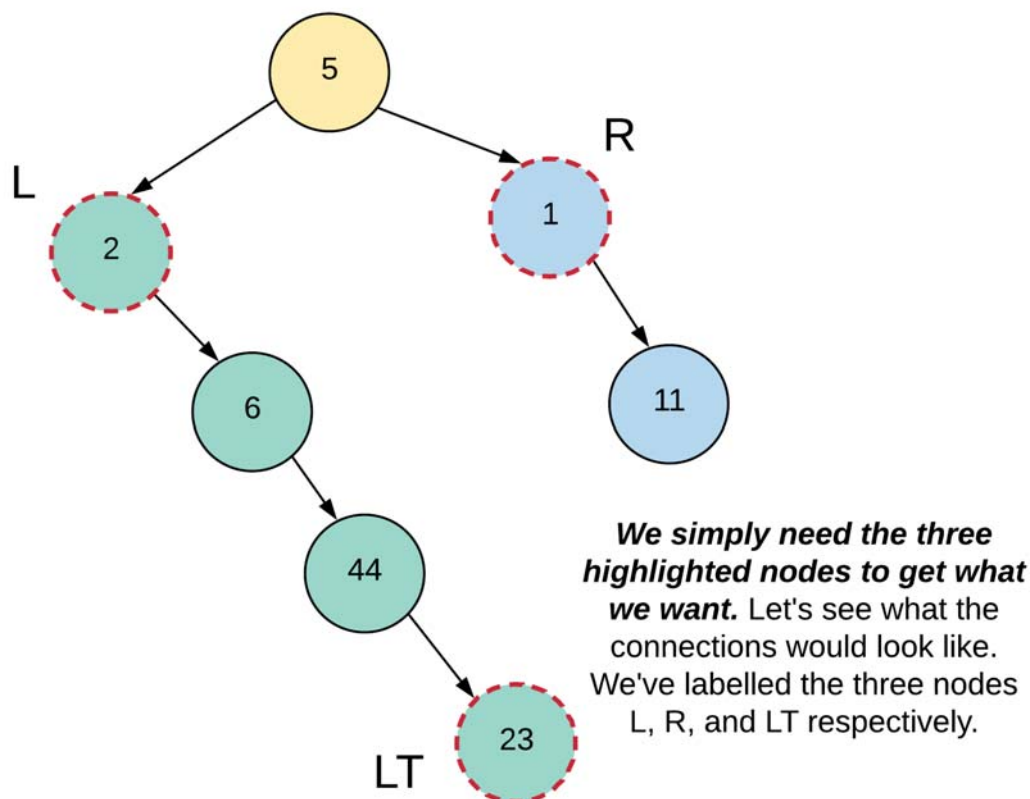 5
R
L
1
2
6
11
44
We simply need the three
highlighted nodes to get what
we want. Let's see what the
connections would look like.
We've labelled the three nodes
L, R, and LT respectively.
23
LT